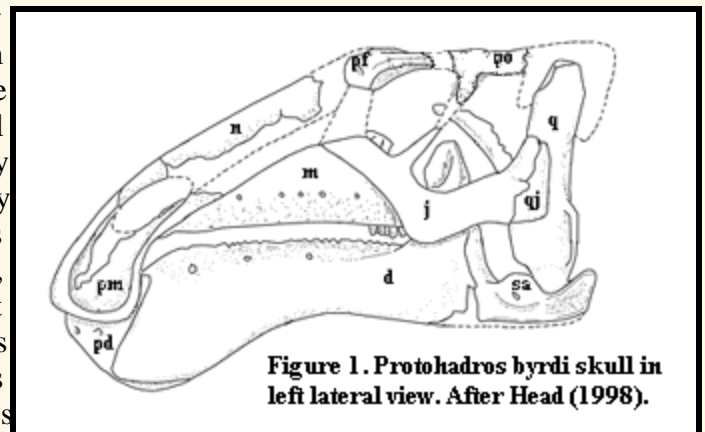 pf
po
n
q
m
j
qj
pm
d
sa
pd
Figure 1. Protohadros byrdi skull in
left lateral view. After Head (1998).